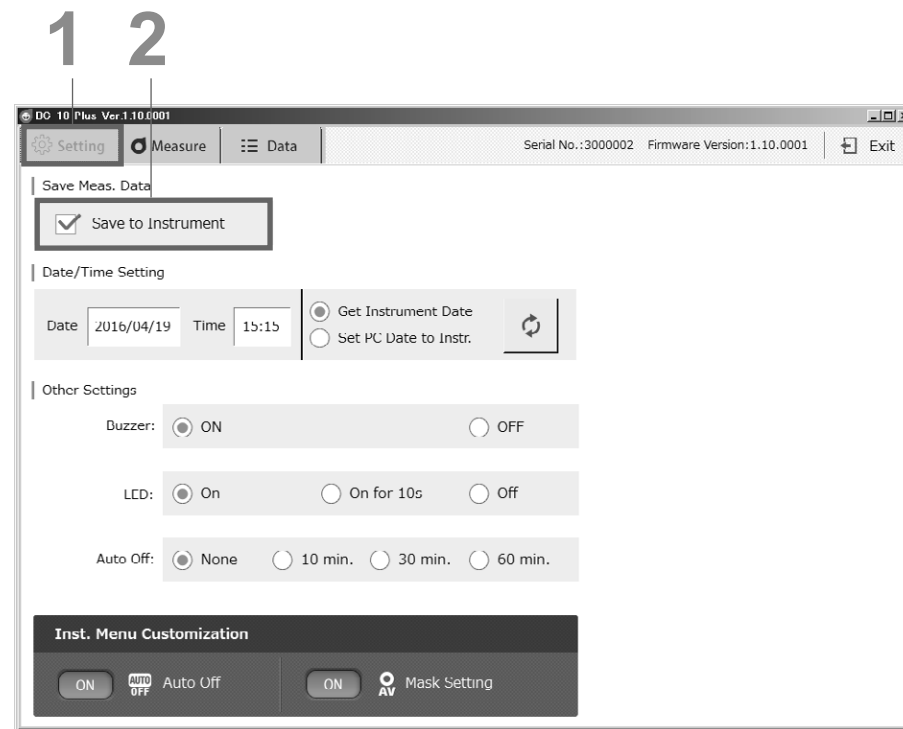 1 2
DC 10 Plus Ver.1.10.0001
Setting Measure Data Serial No.:3000002 Firmware Version:1.10.0001 Exit
Save Meas. Data
Save to Instrument
Date/Time Setting
Date 2016/04/19 Time 15:15 Get Instrument Date
Set PC Date to Instr.
Other Settings
Buzzer: ON OFF
LED: On On for 10s Off
Auto Off: None 10 min. 30 min. 60 min.
Inst. Menu Customization
ON AUTO OFF Auto Off ON AV Mask Setting